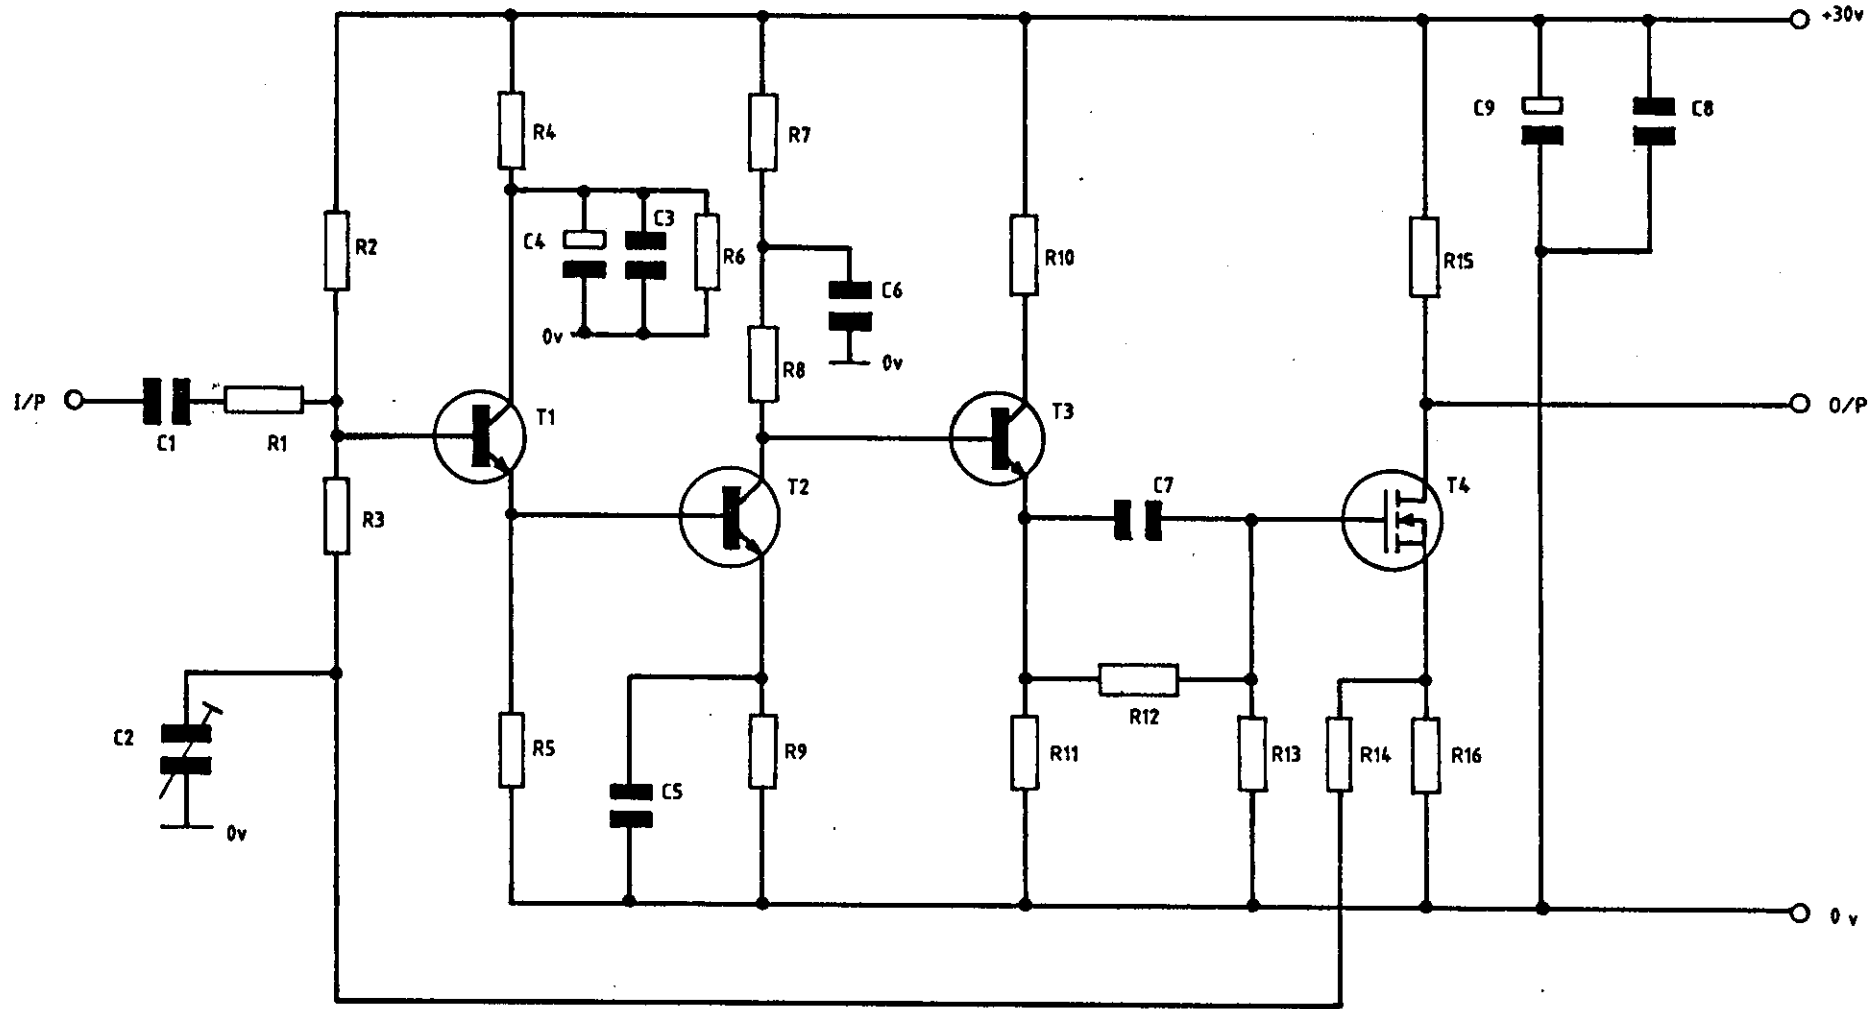 +30v
C9
C8
R4
R7
C4
C3
R2
R6
R10
R15
C6
0v
0v
R8
I/P
C1
R1
T1
T3
O/P
T2
C7
T4
R3
R12
C2
R5
R9
R11
R13
R14
R16
C5
0v
0 v